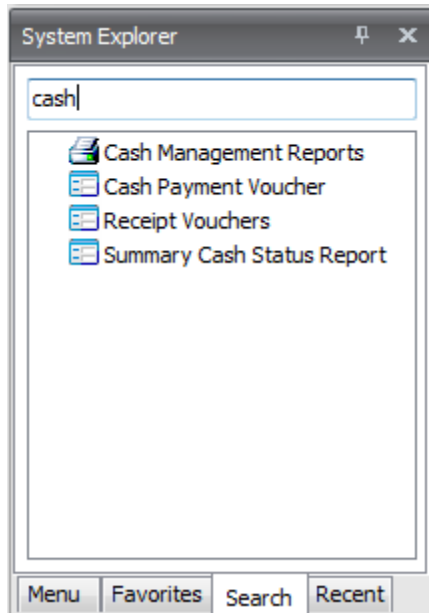 System Explorer
cash
Cash Management Reports
Cash Payment Voucher
Receipt Vouchers
Summary Cash Status Report
Menu Favorites Search Recent